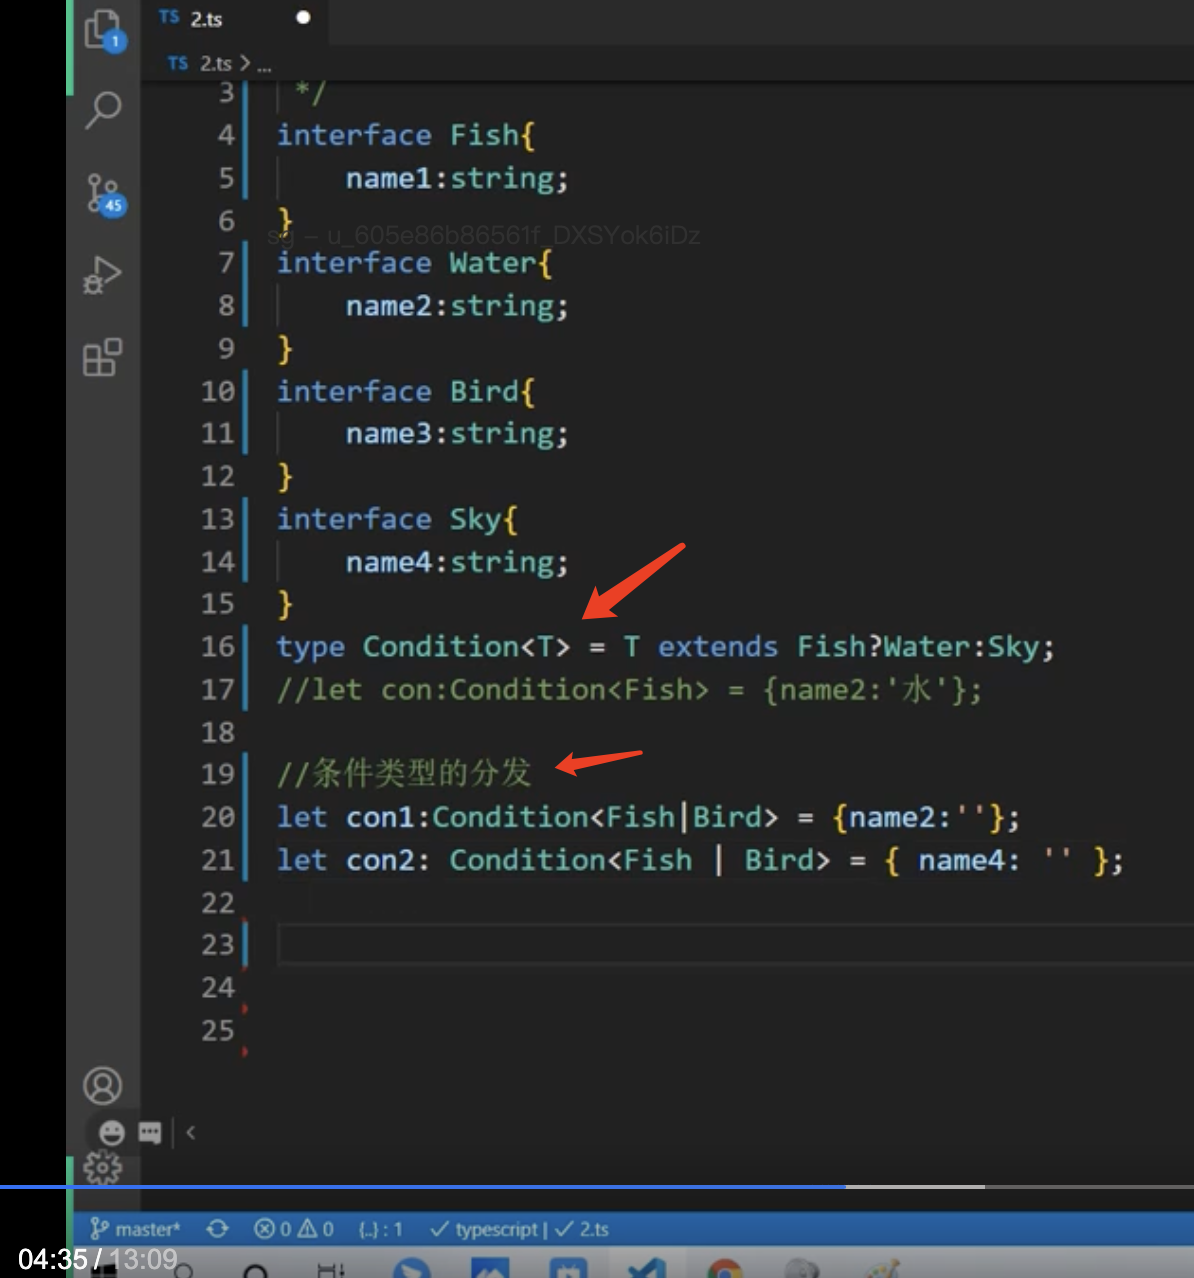 TS 2.ts
TS 2.ts > ...
3 */
4 interface Fish{
5 name1:string;
6 }
sg – u_605e86b86561f_DXSYok6iDz
7 interface Water{
8 name2:string;
9 }
10 interface Bird{
11 name3:string;
12 }
13 interface Sky{
14 name4:string;
15 }
16 type Condition<T> = T extends Fish?Water:Sky;
17 //let con:Condition<Fish> = {name2:'水'};
18
19 //条件类型的分发
20 let con1:Condition<Fish|Bird> = {name2:''};
21 let con2: Condition<Fish | Bird> = { name4: '' };
22
23
24
25
1
45
master* 0 0 {..} : 1 ✓ typescript | ✓ 2.ts
04:35 / 13:09